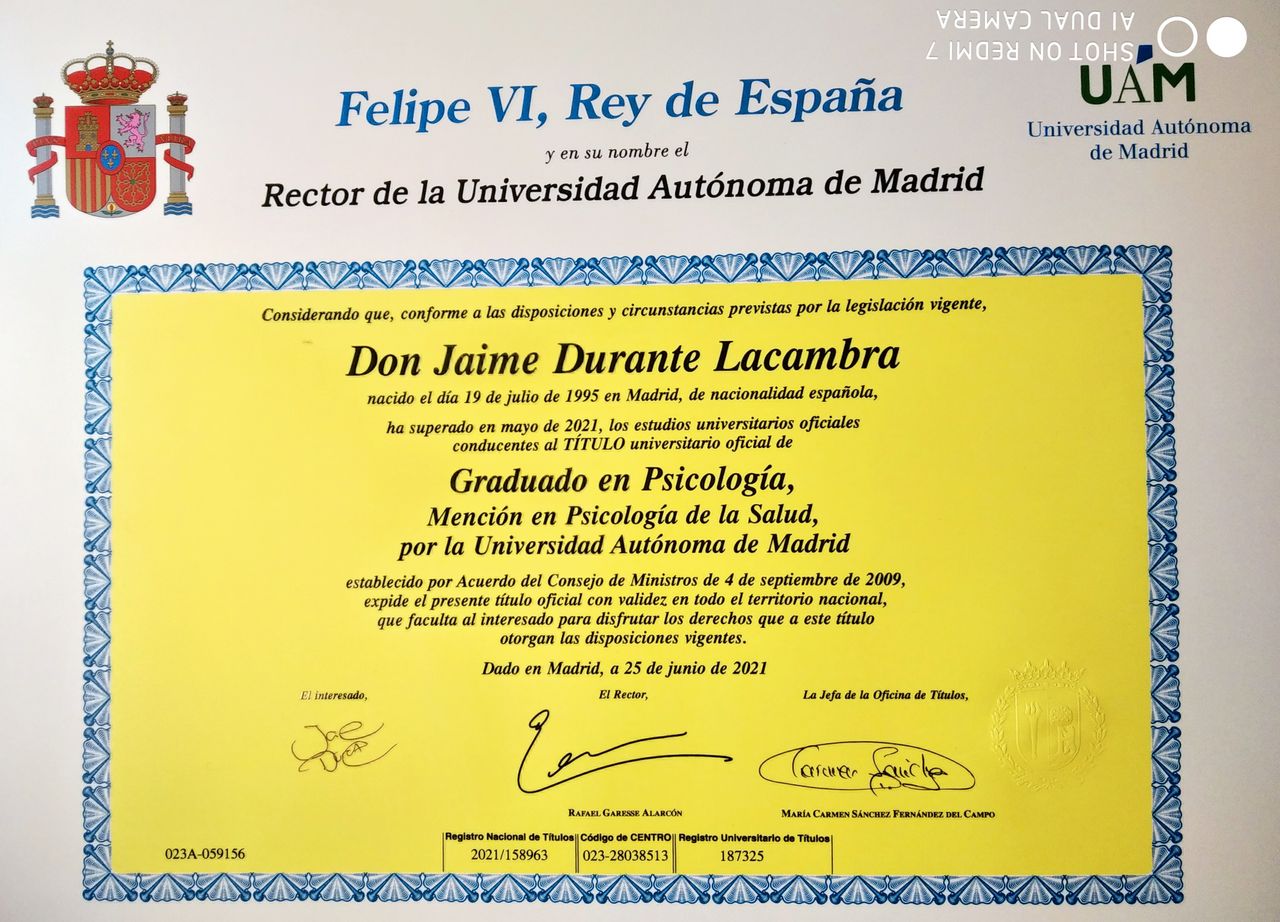 SHOT ON REDMI 7
AI DUAL CAMERA
UAM
Universidad Autónoma
de Madrid
Felipe VI, Rey de España
y en su nombre el
Rector de la Universidad Autónoma de Madrid
Considerando que, conforme a las disposiciones y circunstancias previstas por la legislación vigente,
Don Jaime Durante Lacambra
nacido el día 19 de julio de 1995 en Madrid, de nacionalidad española,
ha superado en mayo de 2021, los estudios universitarios oficiales
conducentes al TÍTULO universitario oficial de
Graduado en Psicología,
Mención en Psicología de la Salud,
por la Universidad Autónoma de Madrid
establecido por Acuerdo del Consejo de Ministros de 4 de septiembre de 2009,
expide el presente título oficial con validez en todo el territorio nacional,
que faculta al interesado para disfrutar los derechos que a este título
otorgan las disposiciones vigentes.
Dado en Madrid, a 25 de junio de 2021
El interesado,
El Rector,
La Jefa de la Oficina de Títulos,
RAFAEL GARESSE ALARCÓN
MARÍA CARMEN SÁNCHEZ FERNÁNDEZ DEL CAMPO
023A-059156
Registro Nacional de Títulos
2021/158963
Código de CENTRO
023-28038513
Registro Universitario de Títulos
187325